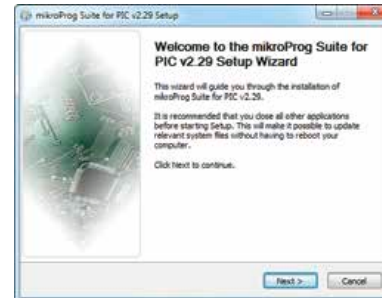 mikroProg Suite for PIC v2.29 Setup
Welcome to the mikroProg Suite for
PIC v2.29 Setup Wizard
This wizard will guide you through the installation of
mikroProg Suite for PIC v2.29.
It is recommended that you close all other applications
before starting Setup. This will make it possible to update
relevant system files without having to reboot your
computer.
Click Next to continue.
Next >
Cancel